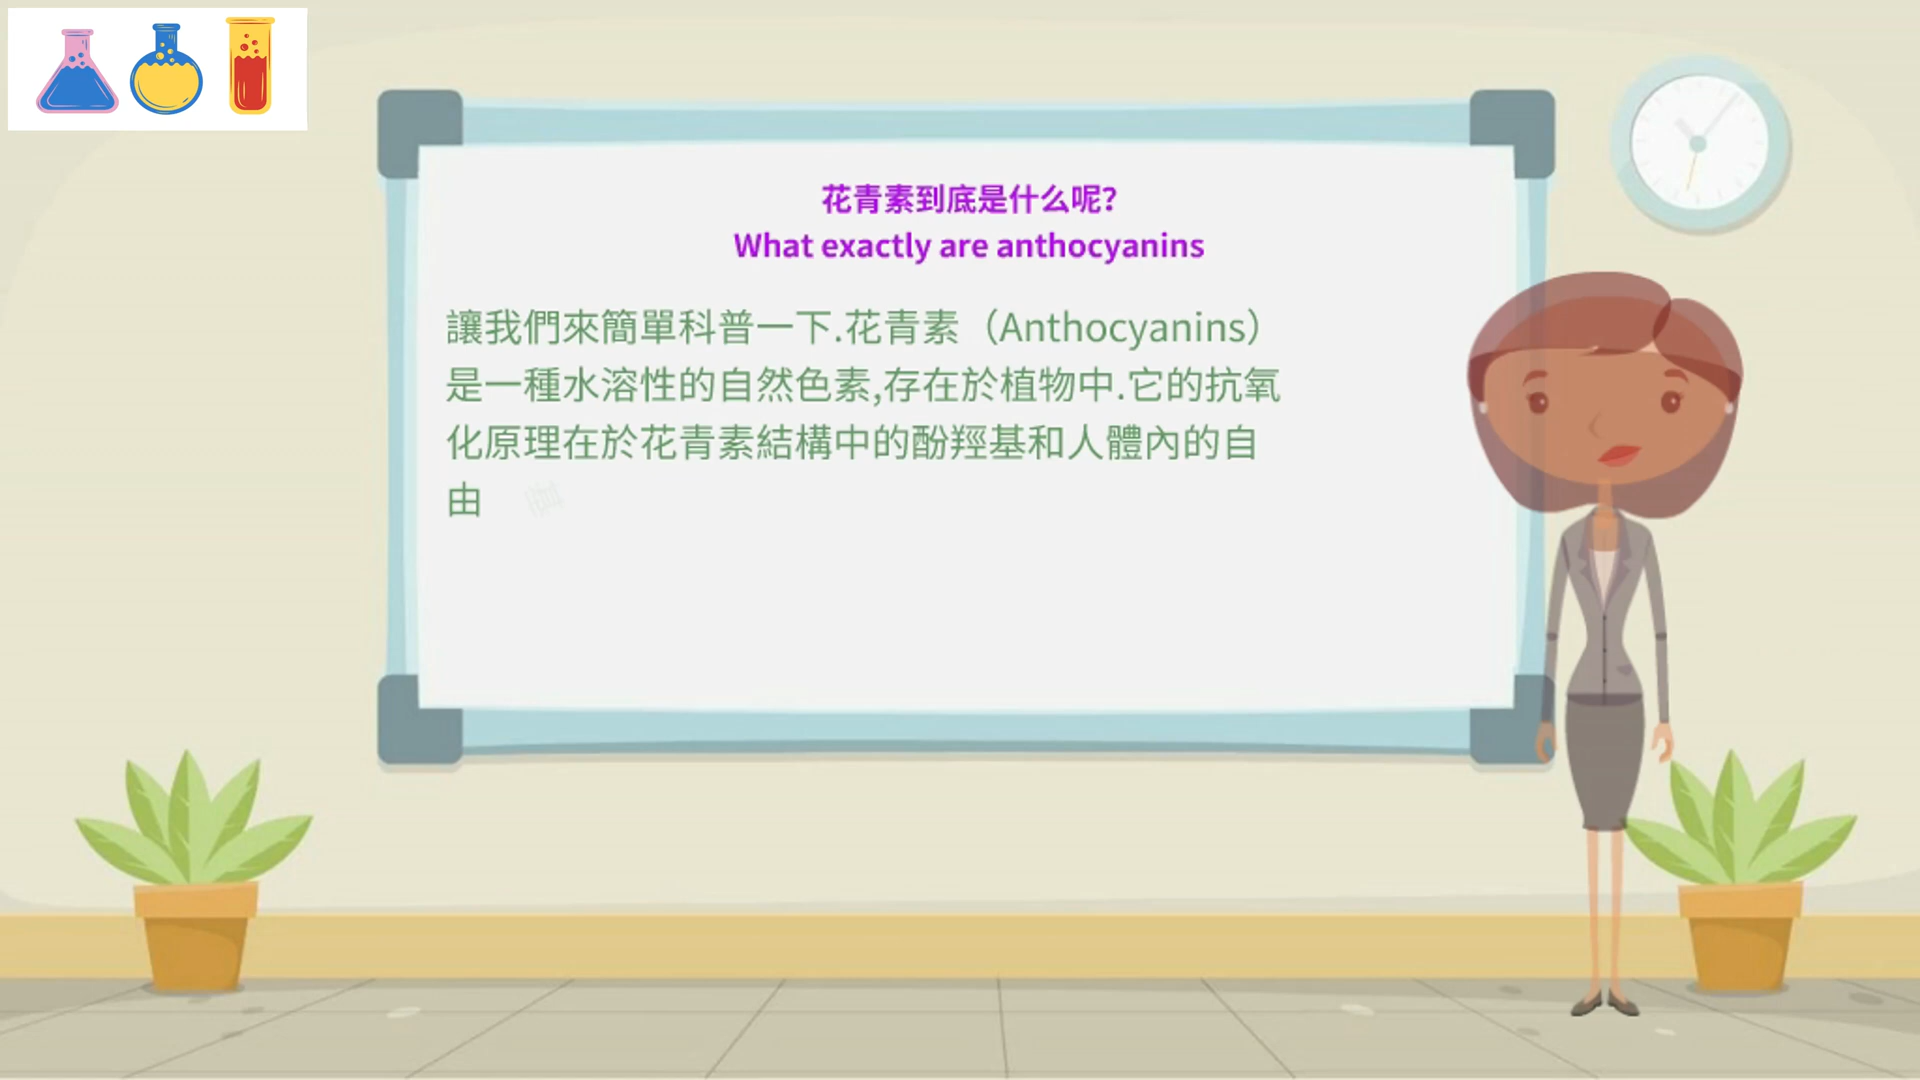 花青素到底是什么呢?
What exactly are anthocyanins
讓我們來簡單科普一下.花青素（Anthocyanins）
是一種水溶性的自然色素,存在於植物中.它的抗氧
化原理在於花青素結構中的酚羥基和人體內的自
由